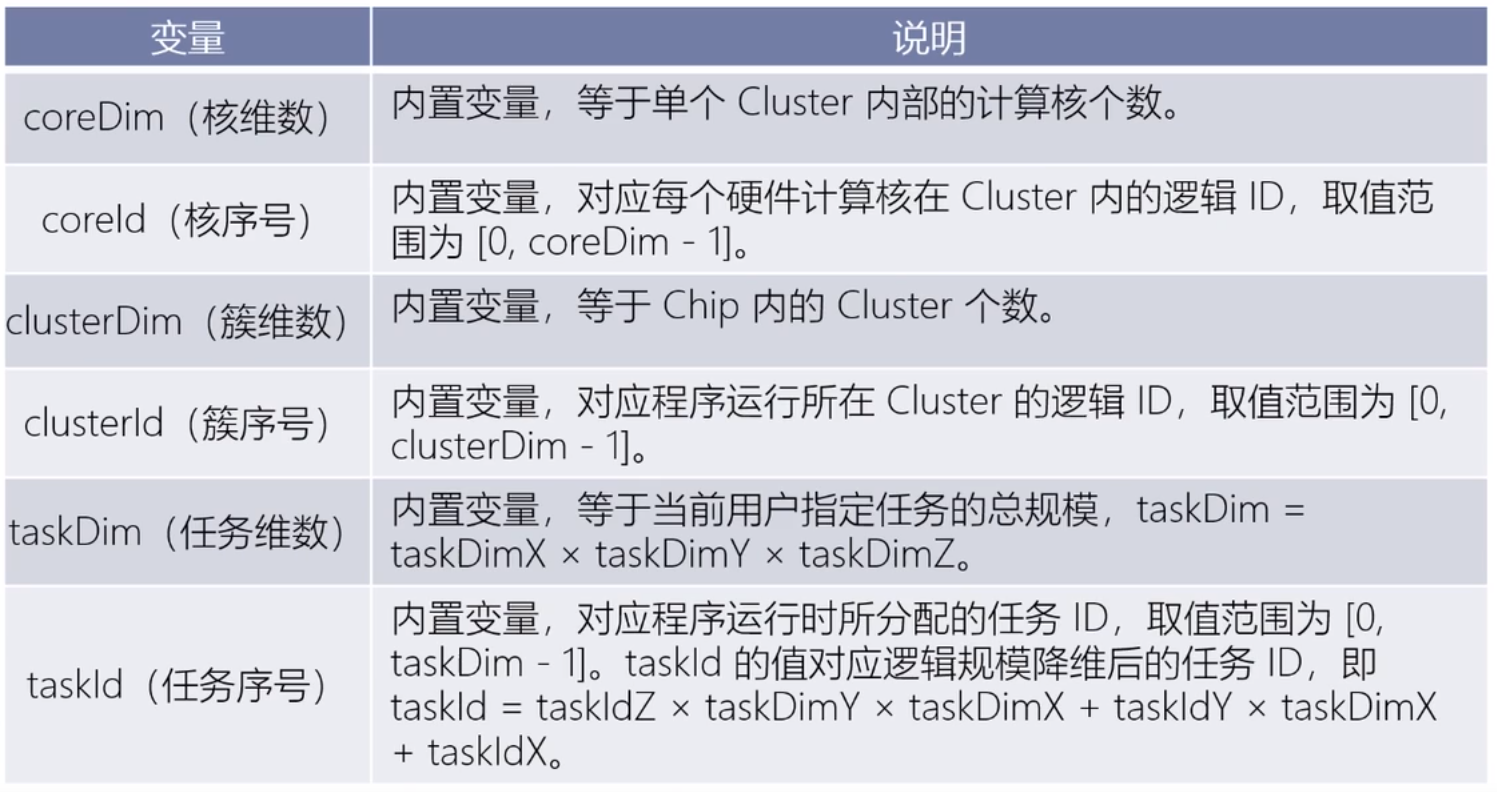 变量
说明
coreDim（核维数）
内置变量，等于单个 Cluster 内部的计算核个数。
coreId（核序号）
内置变量，对应每个硬件计算核在 Cluster 内的逻辑 ID，取值范
围为 [0, coreDim - 1]。
clusterDim（簇维数）
内置变量，等于 Chip 内的 Cluster 个数。
clusterId（簇序号）
内置变量，对应程序运行所在 Cluster 的逻辑 ID，取值范围为 [0,
clusterDim - 1]。
taskDim（任务维数）
内置变量，等于当前用户指定任务的总规模，taskDim =
taskDimX × taskDimY × taskDimZ。
taskId（任务序号）
内置变量，对应程序运行时所分配的任务 ID，取值范围为 [0,
taskDim - 1]。taskId 的值对应逻辑规模降维后的任务 ID，即
taskId = taskIdZ × taskDimY × taskDimX + taskIdY × taskDimX
+ taskIdX。